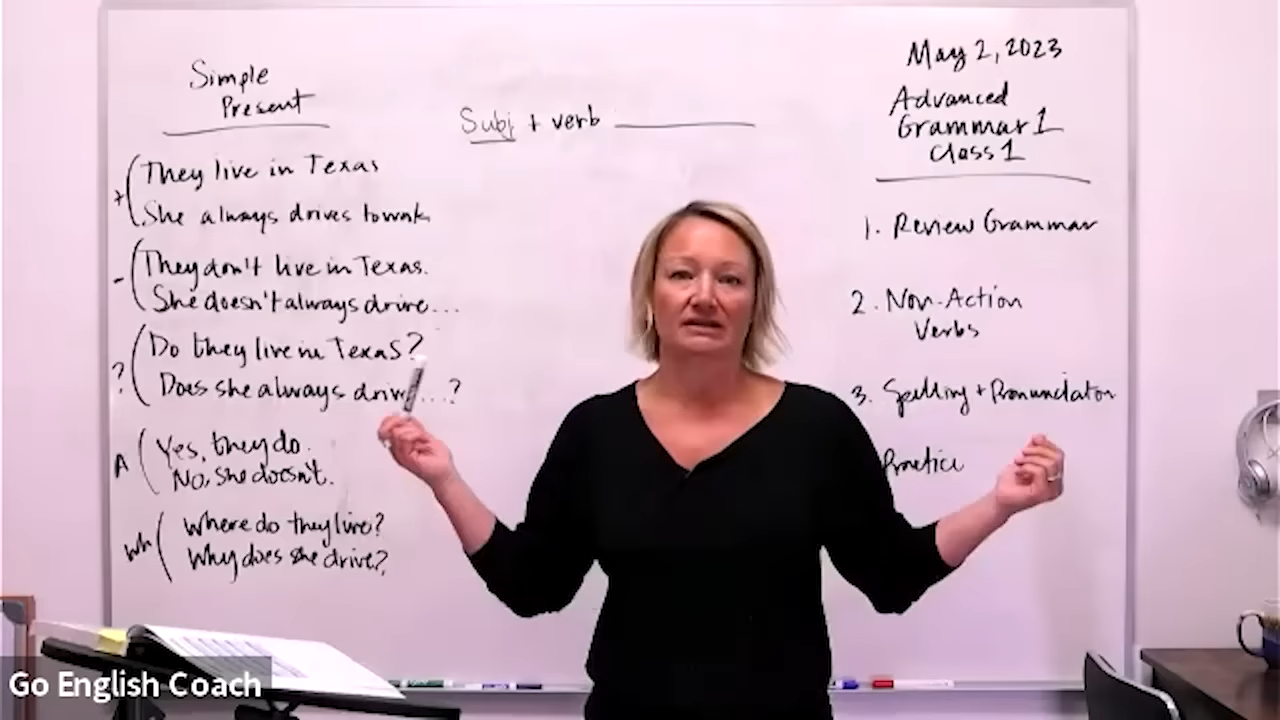 Simple
Present
+
They live in Texas
She always drives to work.
-
They don't live in Texas.
She doesn't always drive...
?
Do they live in Texas?
Does she always drive...?
A
Yes, they do.
No, she doesn't.
Wh
Where do they live?
Why does she drive?
Subj + verb ________
May 2, 2023
Advanced
Grammar 1
Class 1
1. Review Grammar
2. Non-Action
Verbs
3. Spelling + Pronunciation
Practice
Go English Coach